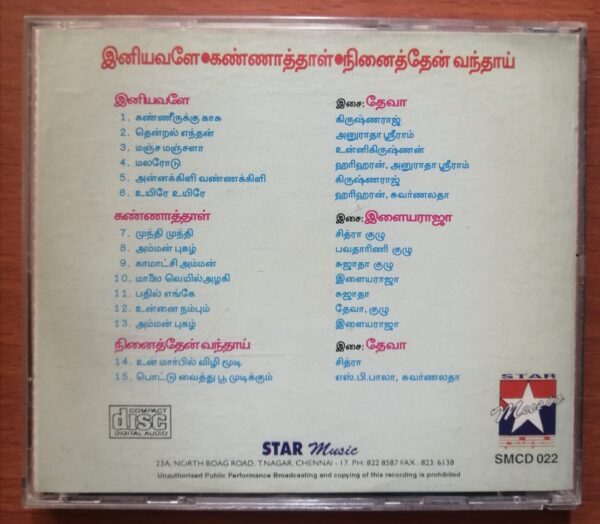 இனியவளே•கண்ணாத்தாள்•நினைத்தேன் வந்தாய்
இனியவளே இசை: தேவா
1. கண்ணீருக்கு காசு கிருஷ்ணராஜ்
2. தென்றல் எந்தன் அனுராதா ஸ்ரீராம்
3. மஞ்ச மஞ்சளா உன்னிகிருஷ்ணன்
4. மலரோடு ஹரிஹரன், அனுராதா ஸ்ரீராம்
5. அன்னக்கிளி வண்ணக்கிளி கிருஷ்ணராஜ்
6. உயிரே உயிரே ஹரிஹரன், சுவர்ணலதா
கண்ணாத்தாள் இசை: இளையராஜா
7. முந்தி முந்தி சித்ரா குழு
8. அம்மன் புகழ் பவதாரிணி குழு
9. காமாட்சி அம்மன் சுஜாதா குழு
10. மாலை வெயில்அழகி இளையராஜா
11. பதில் எங்கே சுஜாதா
12. உன்னை நம்பும் தேவா, குழு
13. அம்மன் புகழ் இளையராஜா
நினைத்தேன் வந்தாய் இசை: தேவா
14. உன் மார்பில் விழி மூடி சித்ரா
15. பொட்டு வைத்து பூ முடிக்கும் எஸ்.பி.பாலா, சுவர்ணலதா
COMPACT
disc
DIGITAL AUDIO
STAR
Music
SMCD 022
STAR Music
23A, NORTH BOAG ROAD, T.NAGAR, CHENNAI - 17. PH: 822 8587 FAX : 823 6138
Unauthorised Public Performance Broadcasting and copying of this recording is prohibited